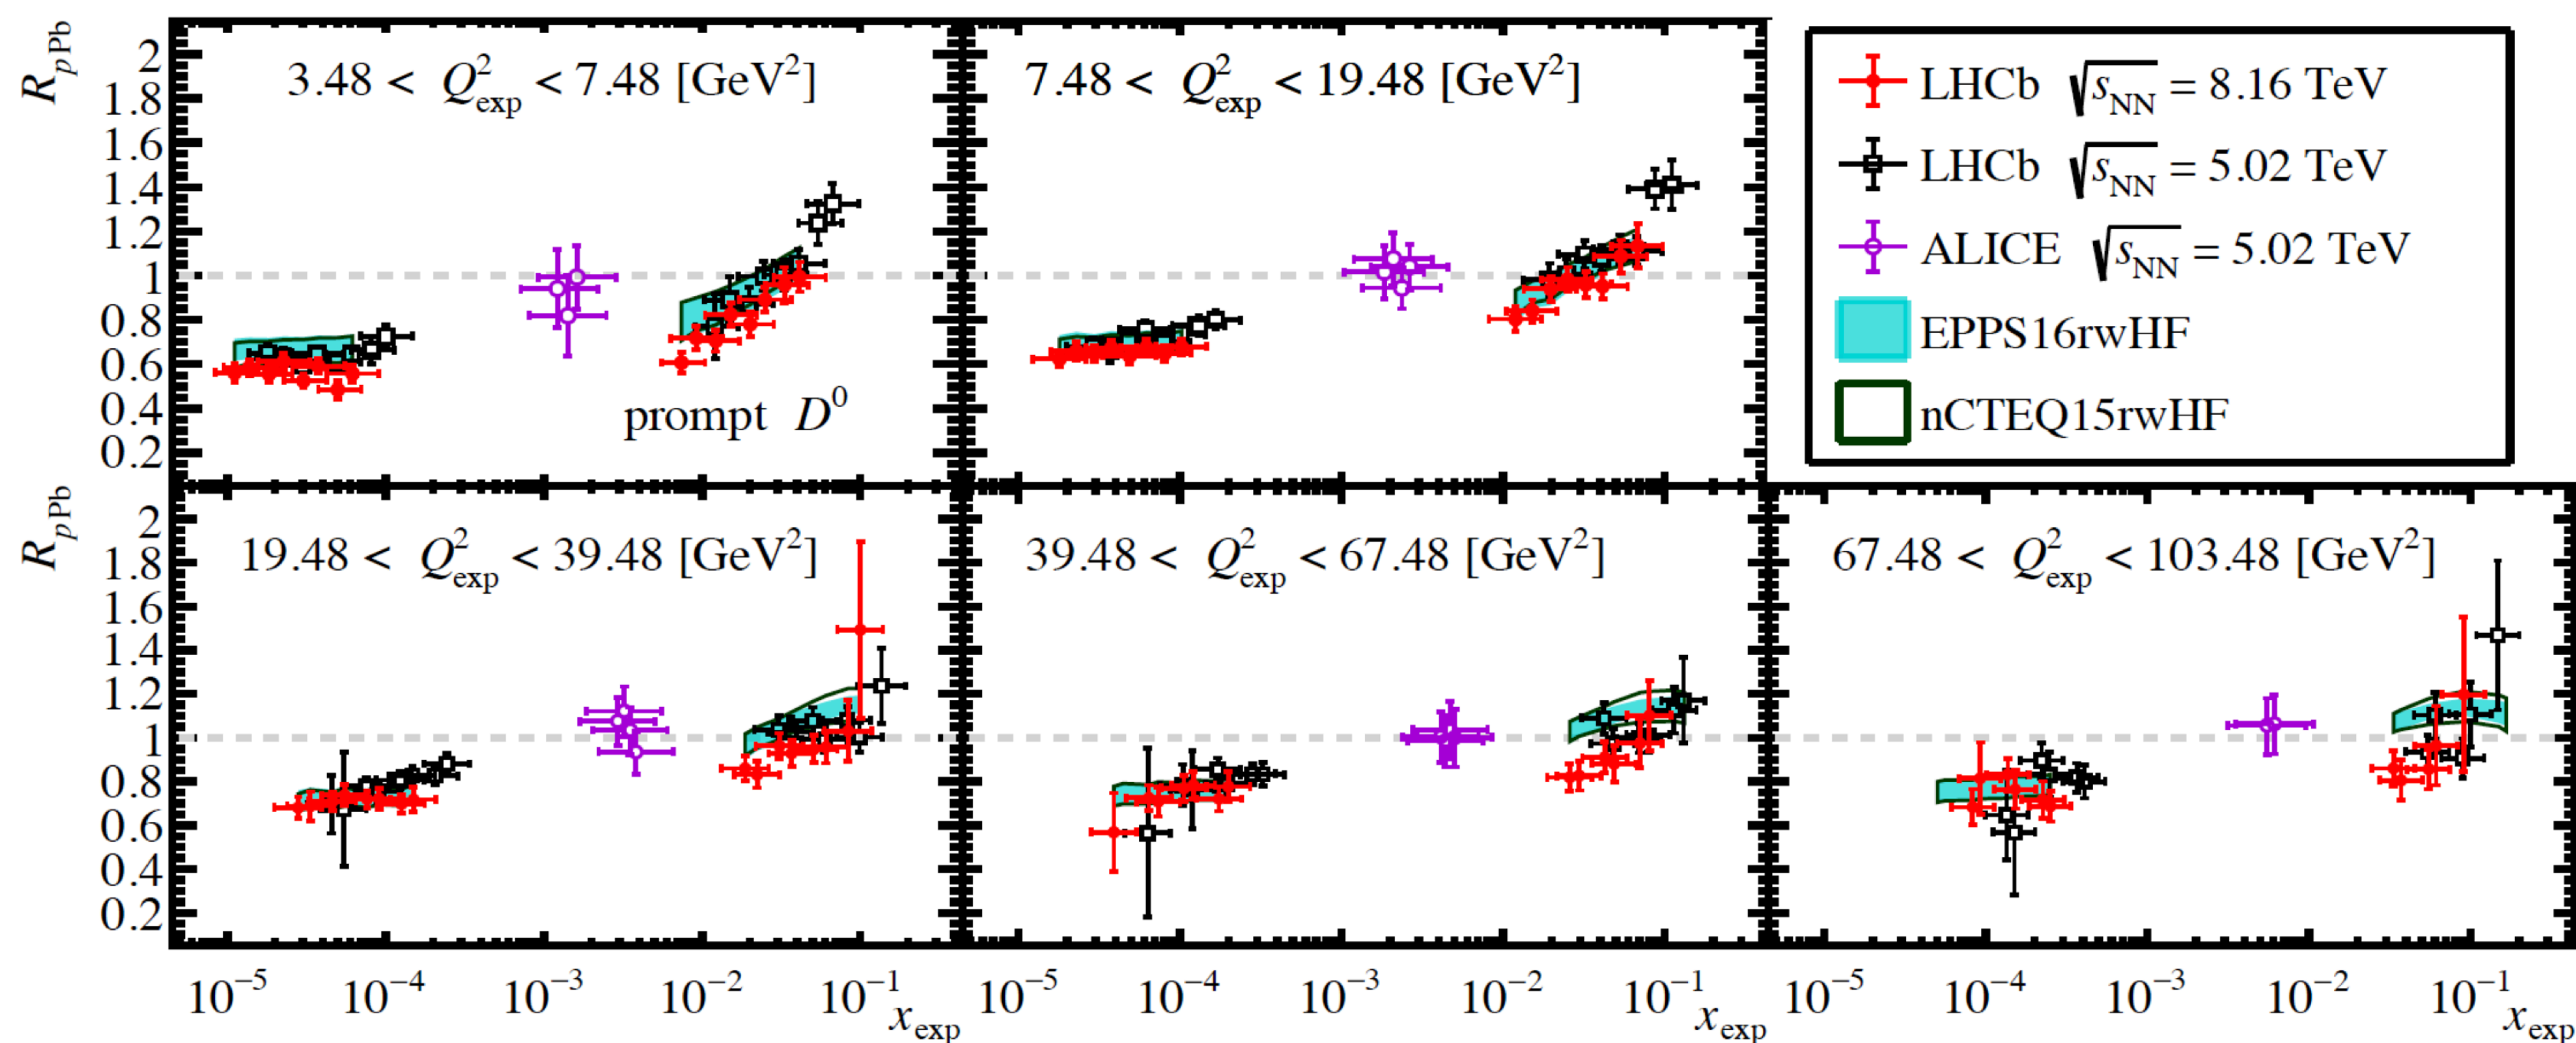 R_pPb
2
1.8
1.6
1.4
1.2
1
0.8
0.6
0.4
0.2
3.48 < Q²_exp < 7.48 [GeV²]
prompt D⁰
7.48 < Q²_exp < 19.48 [GeV²]
LHCb √s_NN = 8.16 TeV
LHCb √s_NN = 5.02 TeV
ALICE √s_NN = 5.02 TeV
EPPS16rwHF
nCTEQ15rwHF
R_pPb
2
1.8
1.6
1.4
1.2
1
0.8
0.6
0.4
0.2
19.48 < Q²_exp < 39.48 [GeV²]
39.48 < Q²_exp < 67.48 [GeV²]
67.48 < Q²_exp < 103.48 [GeV²]
10⁻⁵ 10⁻⁴ 10⁻³ 10⁻² 10⁻¹ x_exp
10⁻⁵ 10⁻⁴ 10⁻³ 10⁻² 10⁻¹ x_exp
10⁻⁵ 10⁻⁴ 10⁻³ 10⁻² 10⁻¹ x_exp